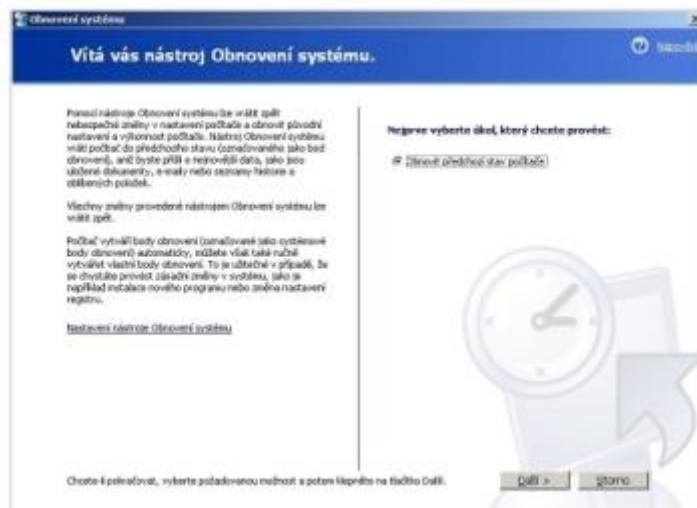 Obnovení systému
Vítá vás nástroj Obnovení systému.
Nápověda
Pomocí nástroje Obnovení systému lze vrátit zpět
nebezpečné změny v nastavení počítače a obnovit původní
nastavení a výkonnost počítače. Nástroj Obnovení systému
vrátí počítač do předchozího stavu (označovaného jako bod
obnovení), aniž byste přišli o nejnovější data, jako jsou
uložené dokumenty, e-maily nebo seznamy historie a
oblíbených položek.
Všechny změny provedené nástrojem Obnovení systému lze
vrátit zpět.
Počítač vytváří body obnovení (označované jako systémové
body obnovení) automaticky, můžete však také ručně
vytvářet vlastní body obnovení. To je užitečné v případě, že
se chystáte provést zásadní změny v systému, jako je
například instalace nového programu nebo změna nastavení
registru.
Nastavení nástroje Obnovení systému
Nejprve vyberte úkol, který chcete provést:
Obnovit předchozí stav počítače
Chcete-li pokračovat, vyberte požadovanou možnost a potom klepněte na tlačítko Další.
Další >
Storno